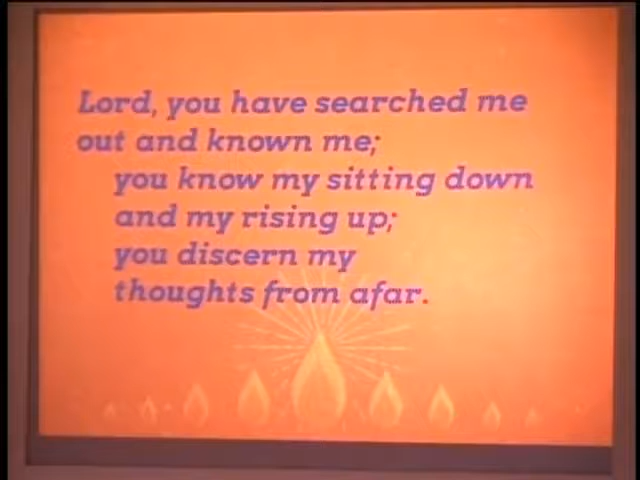 Lord, you have searched me
out and known me;
you know my sitting down
and my rising up;
you discern my
thoughts from afar.